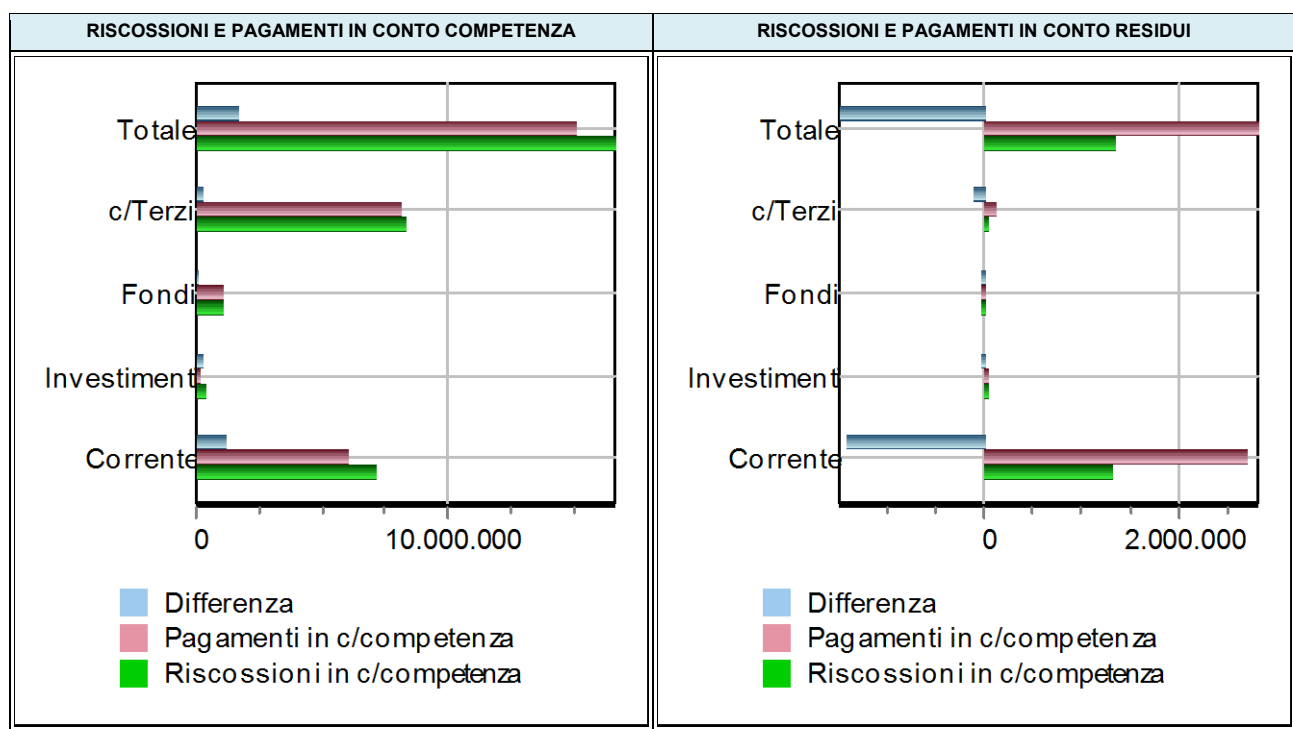 RISCOSSIONI E PAGAMENTI IN CONTO COMPETENZA
Totale
c/Terzi
Fondi
Investiment
Corrente
0 10.000.000
Differenza
Pagamenti in c/competenza
Riscossioni in c/competenza
RISCOSSIONI E PAGAMENTI IN CONTO RESIDUI
Totale
c/Terzi
Fondi
Investiment
Corrente
0 2.000.000
Differenza
Pagamenti in c/competenza
Riscossioni in c/competenza